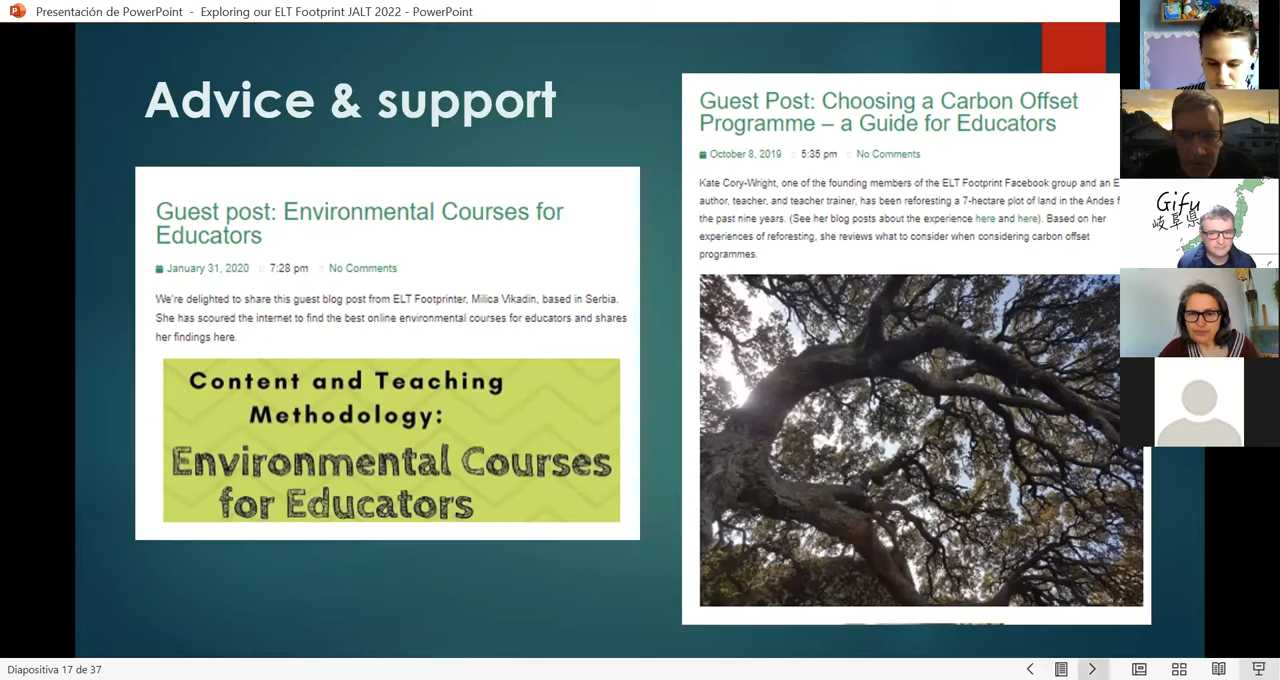 Presentación de PowerPoint - Exploring our ELT Footprint JALT 2022 - PowerPoint
Advice & support
Guest post: Environmental Courses for
Educators
January 31, 2020
7:28 pm
No Comments
We're delighted to share this guest blog post from ELT Footprinter, Milica Vikadin, based in Serbia.
She has scoured the internet to find the best online environmental courses for educators and shares
her findings here.
Content and Teaching
Methodology:
Environmental Courses
for Educators
Guest Post: Choosing a Carbon Offset
Programme – a Guide for Educators
October 8, 2019
5:35 pm
No Comments
Kate Cory-Wright, one of the founding members of the ELT Footprint Facebook group and an E
author, teacher, and teacher trainer, has been reforesting a 7-hectare plot of land in the Andes f
the past nine years. (See her blog posts about the experience here and here). Based on her
experiences of reforesting, she reviews what to consider when considering carbon offset
programmes.
Gifu
岐阜県
Diapositiva 17 de 37